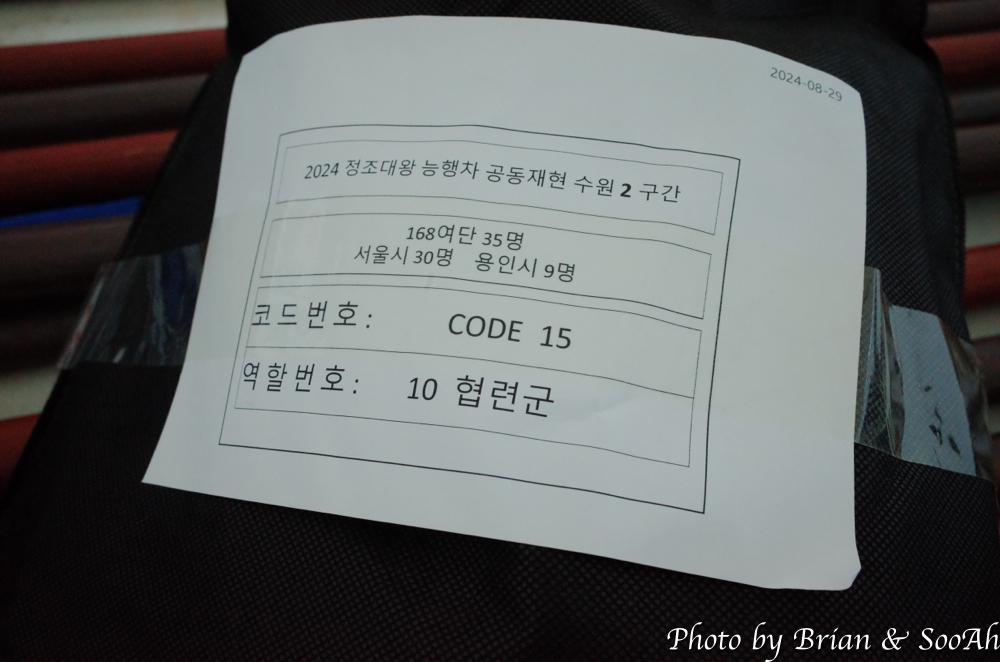 2024-08-29
2024 정조대왕 능행차 공동재현 수원 2 구간
168여단 35명
서울시 30명 용인시 9명
코드번호: CODE 15
역할번호: 10 협련군
Photo by Brian & SooAh